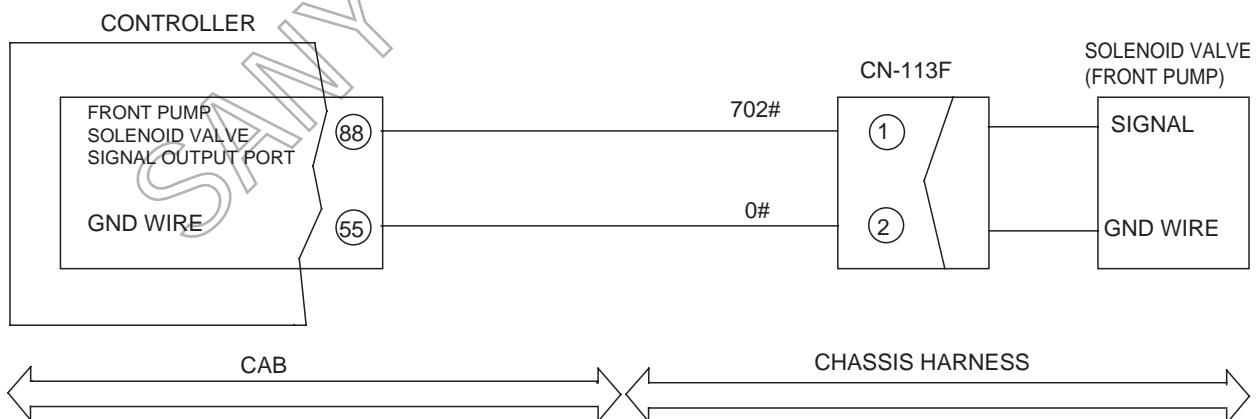 CONTROLLER
SANY
FRONT PUMP
SOLENOID VALVE
SIGNAL OUTPUT PORT
88
GND WIRE
55
702#
0#
CN-113F
1
2
SOLENOID VALVE
(FRONT PUMP)
SIGNAL
GND WIRE
CAB
CHASSIS HARNESS